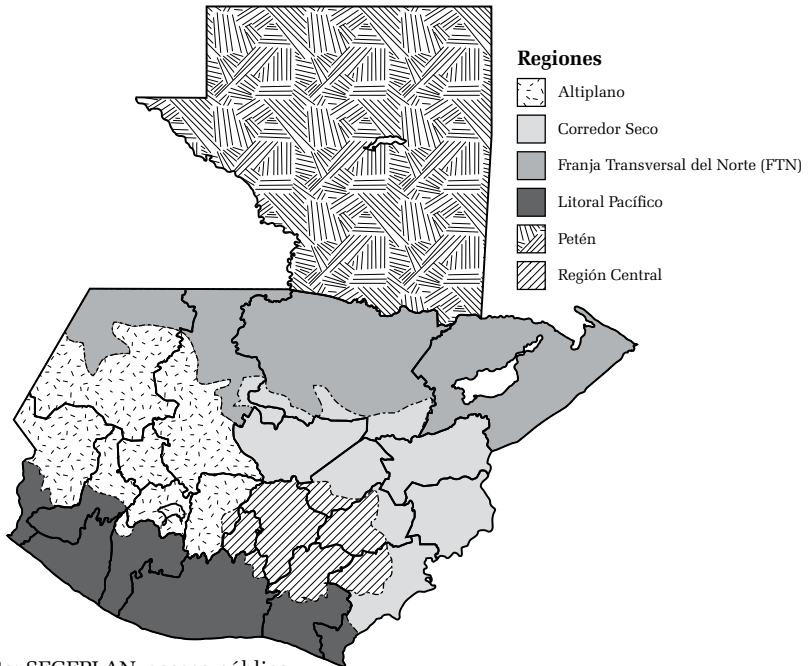 Regiones
Altiplano
Corredor Seco
Franja Transversal del Norte (FTN)
Litoral Pacífico
Petén
Región Central
SEGEPLAN,